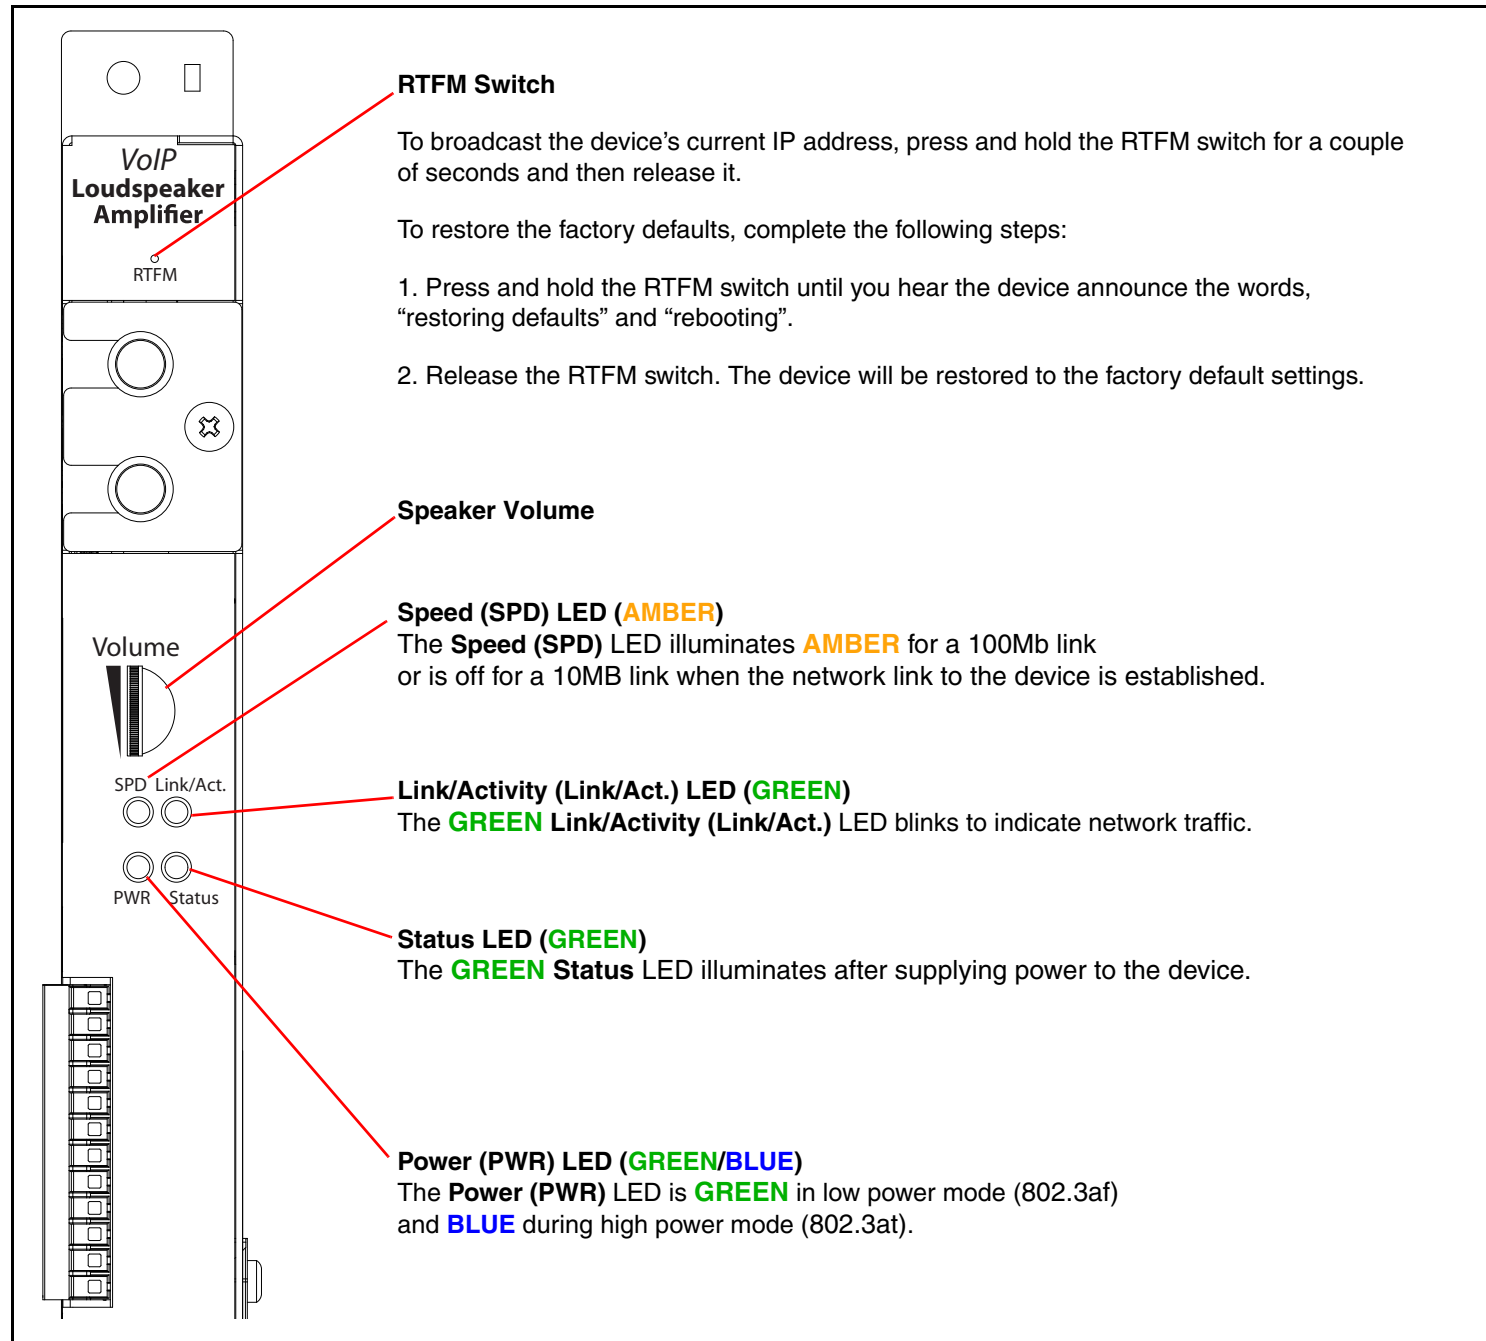 VoIP
Loudspeaker
Amplifier
RTFM
Volume
SPD Link/Act.
PWR Status
RTFM Switch
To broadcast the device’s current IP address, press and hold the RTFM switch for a couple
of seconds and then release it.
To restore the factory defaults, complete the following steps:
1. Press and hold the RTFM switch until you hear the device announce the words,
“restoring defaults” and “rebooting”.
2. Release the RTFM switch. The device will be restored to the factory default settings.
Speaker Volume
Speed (SPD) LED (AMBER)
The Speed (SPD) LED illuminates AMBER for a 100Mb link
or is off for a 10MB link when the network link to the device is established.
Link/Activity (Link/Act.) LED (GREEN)
The GREEN Link/Activity (Link/Act.) LED blinks to indicate network traffic.
Status LED (GREEN)
The GREEN Status LED illuminates after supplying power to the device.
Power (PWR) LED (GREEN/BLUE)
The Power (PWR) LED is GREEN in low power mode (802.3af)
and BLUE during high power mode (802.3at).